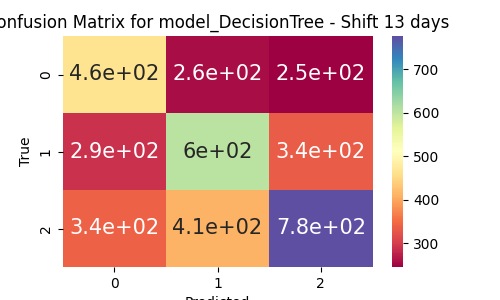 onfusion Matrix for model_DecisionTree - Shift 13 days
True
0 4.6e+02 2.6e+02 2.5e+02
1 2.9e+02 6e+02 3.4e+02
2 3.4e+02 4.1e+02 7.8e+02
0 1 2
Predicted
700
600
500
400
300